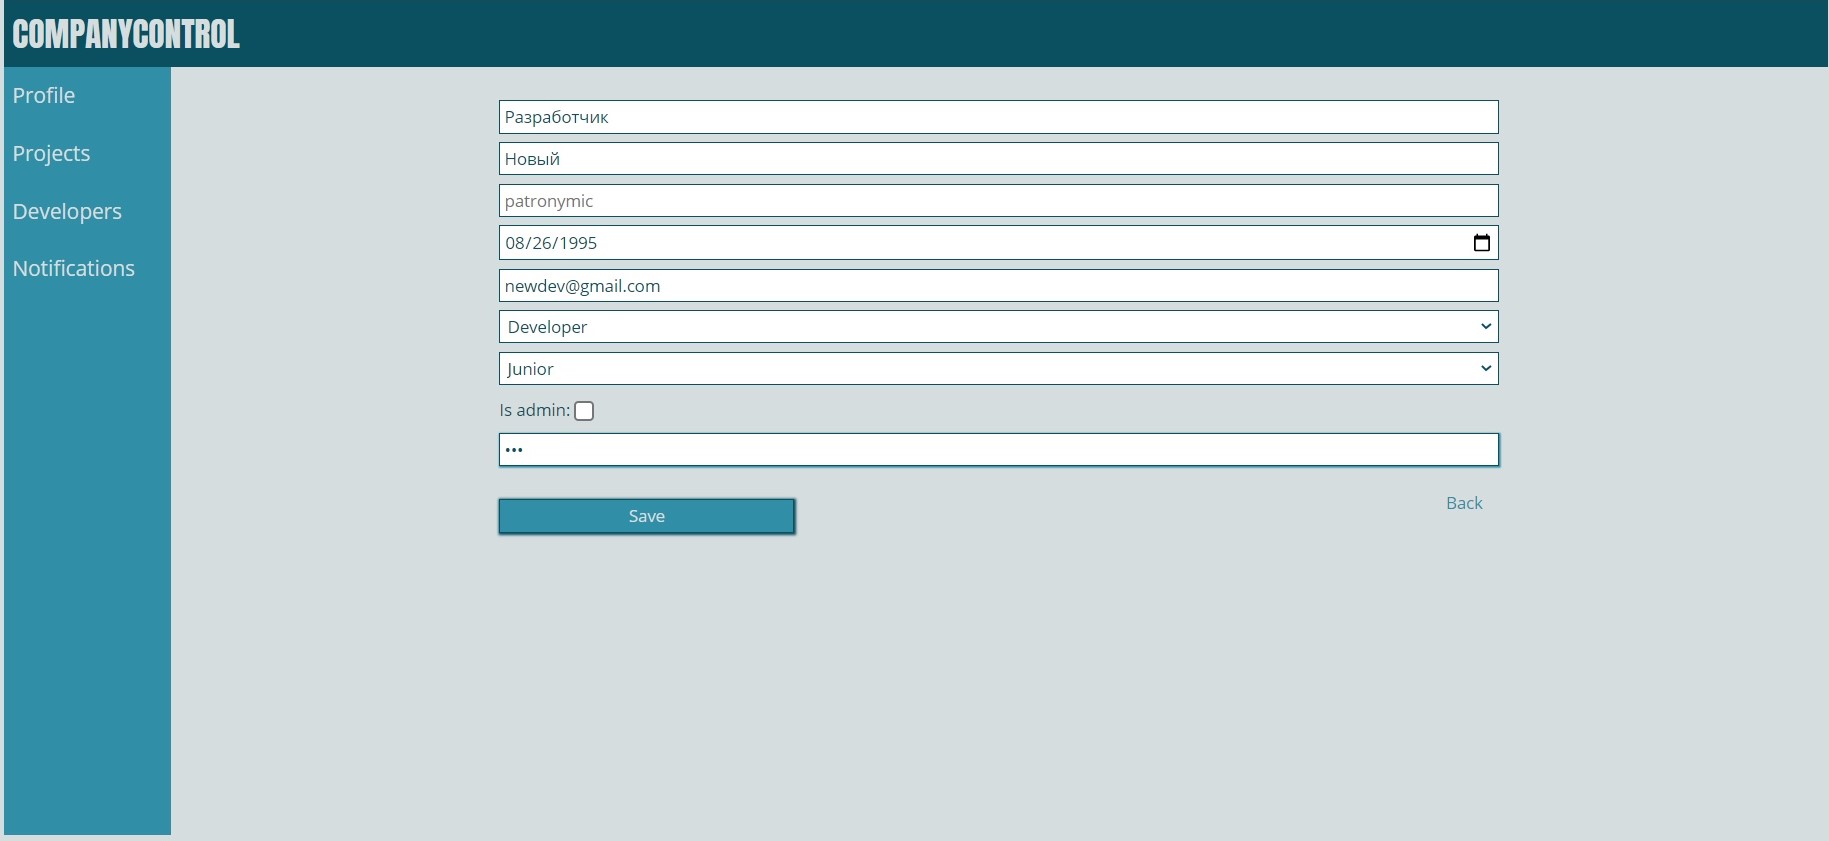 COMPANYCONTROL
Profile
Projects
Developers
Notifications
Разработчик
Новый
patronymic
08/26/1995
newdev@gmail.com
Developer
Junior
Is admin:
•••
Save
Back